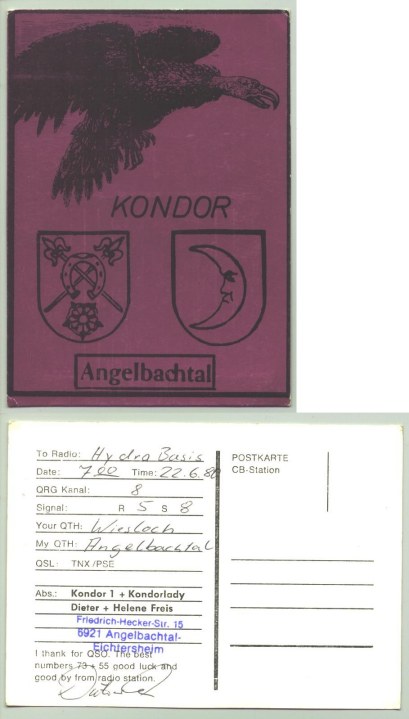 KONDOR
Angelbachtal
To Radio: Hydra Basis
Date: 700 Time: 22.6.80
QRG Kanal: 8
Signal: R 5 S 8
Your QTH: Wiesloch
My QTH: Angelbachtal
QSL: TNX/PSE
Abs.: Kondor 1 + Kondorlady
Dieter + Helene Freis
Friedrich-Hecker-Str. 15
6921 Angelbachtal-
Eichtersheim
I thank for QSO. The best
numbers 73 + 55 good luck and
good by from radio station.
POSTKARTE
CB-Station